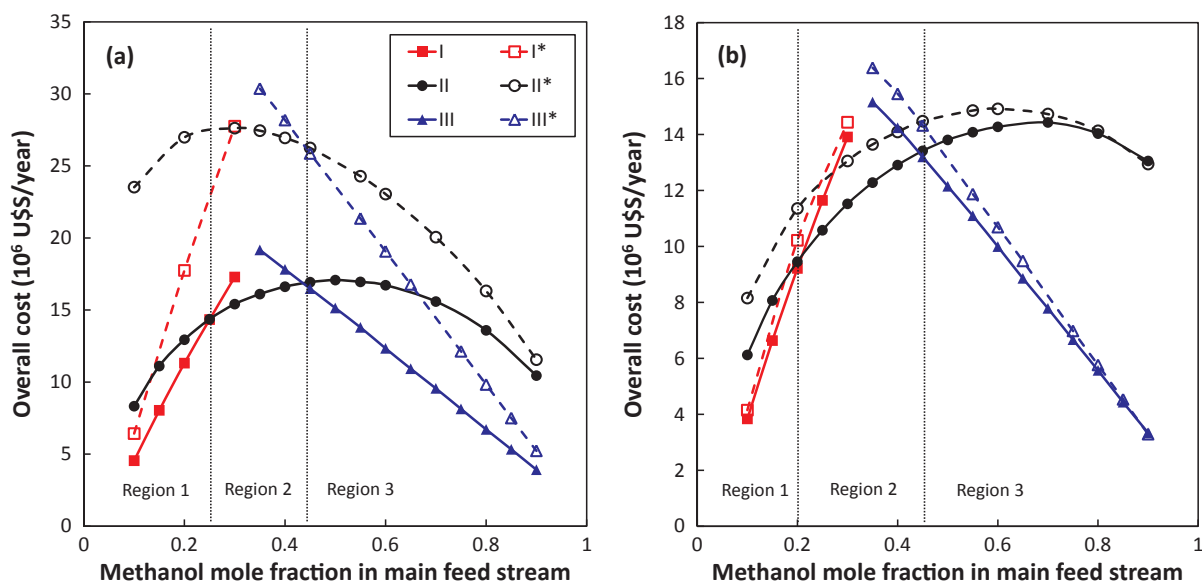 (a)
Overall cost (10⁶ U$S/year)
35
30
25
20
15
10
5
0
I
I*
II
II*
III
III*
Region 1
Region 2
Region 3
0
0.2
0.4
0.6
0.8
1
Methanol mole fraction in main feed stream
(b)
Overall cost (10⁶ U$S/year)
18
16
14
12
10
8
6
4
2
0
Region 1
Region 2
Region 3
0
0.2
0.4
0.6
0.8
1
Methanol mole fraction in main feed stream